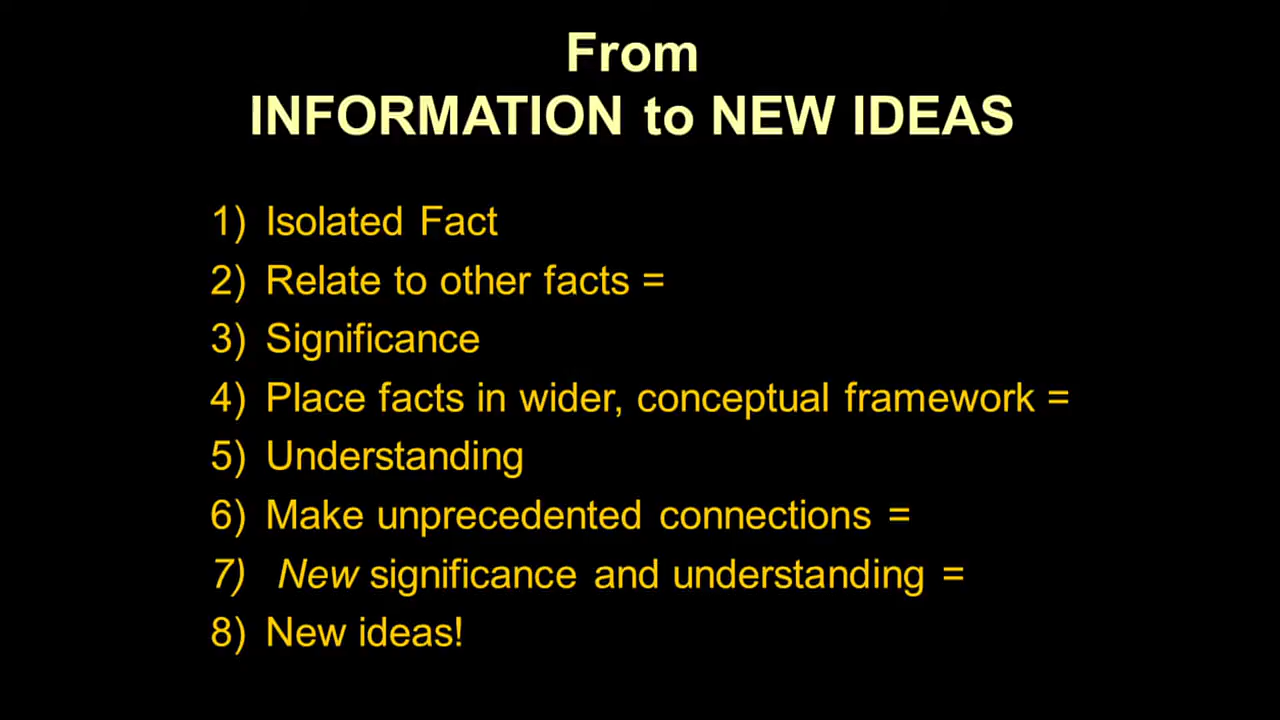 From
INFORMATION to NEW IDEAS
1) Isolated Fact
2) Relate to other facts =
3) Significance
4) Place facts in wider, conceptual framework =
5) Understanding
6) Make unprecedented connections =
7) New significance and understanding =
8) New ideas!